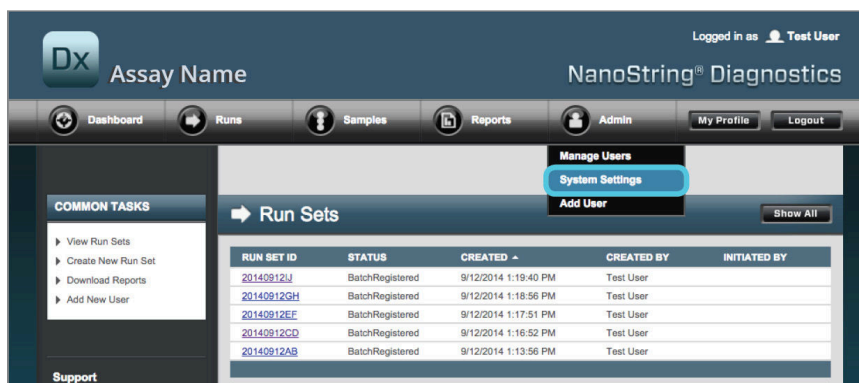 Logged in as Test User
Dx Assay Name
NanoString® Diagnostics
Dashboard Runs Samples Reports Admin My Profile Logout
Manage Users
System Settings
Add User
COMMON TASKS
View Run Sets
Create New Run Set
Download Reports
Add New User
Support
Run Sets Show All
RUN SET ID STATUS CREATED CREATED BY INITIATED BY
20140912IJ BatchRegistered 9/12/2014 1:19:40 PM Test User
20140912GH BatchRegistered 9/12/2014 1:18:56 PM Test User
20140912EF BatchRegistered 9/12/2014 1:17:51 PM Test User
20140912CD BatchRegistered 9/12/2014 1:16:52 PM Test User
20140912AB BatchRegistered 9/12/2014 1:13:56 PM Test User